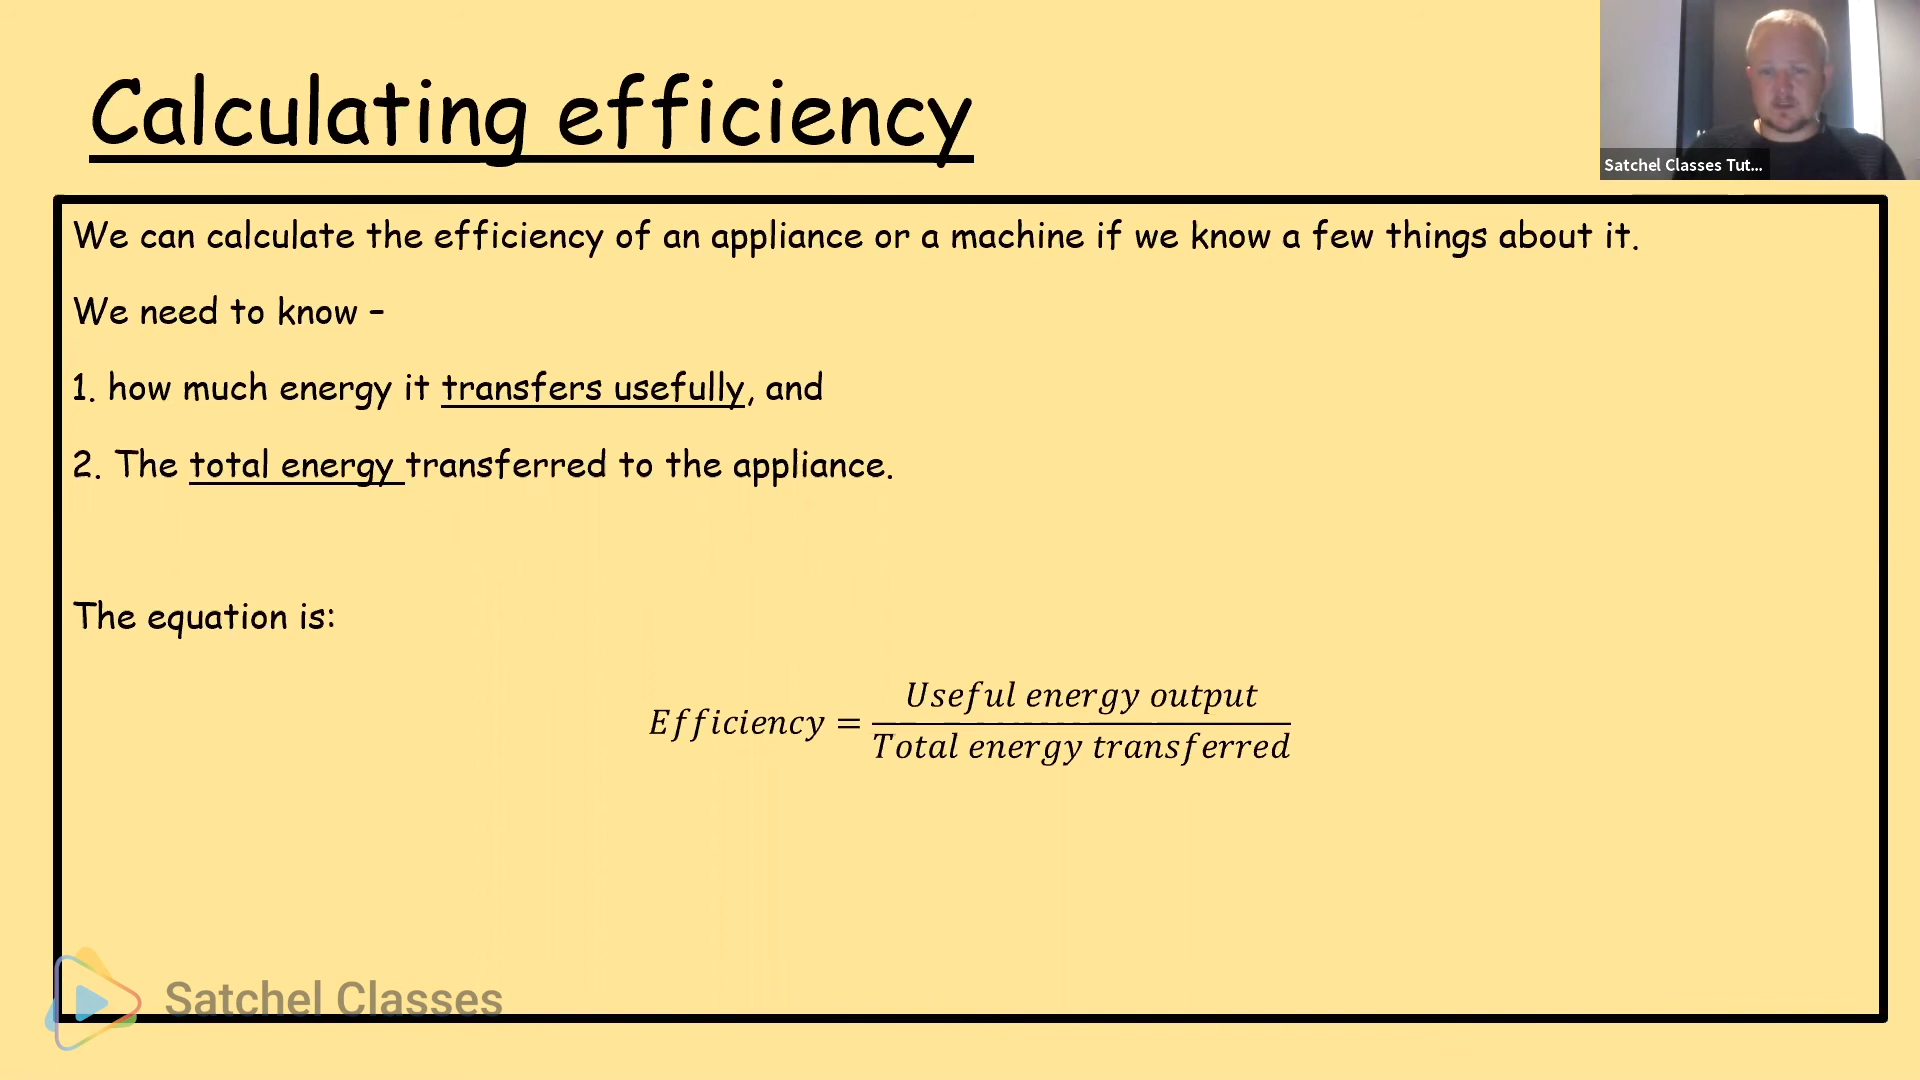 Calculating efficiency
Satchel Classes Tut...
We can calculate the efficiency of an appliance or a machine if we know a few things about it.
We need to know –
1. how much energy it transfers usefully, and
2. The total energy transferred to the appliance.
The equation is:
Efficiency = Useful energy output / Total energy transferred
Satchel Classes